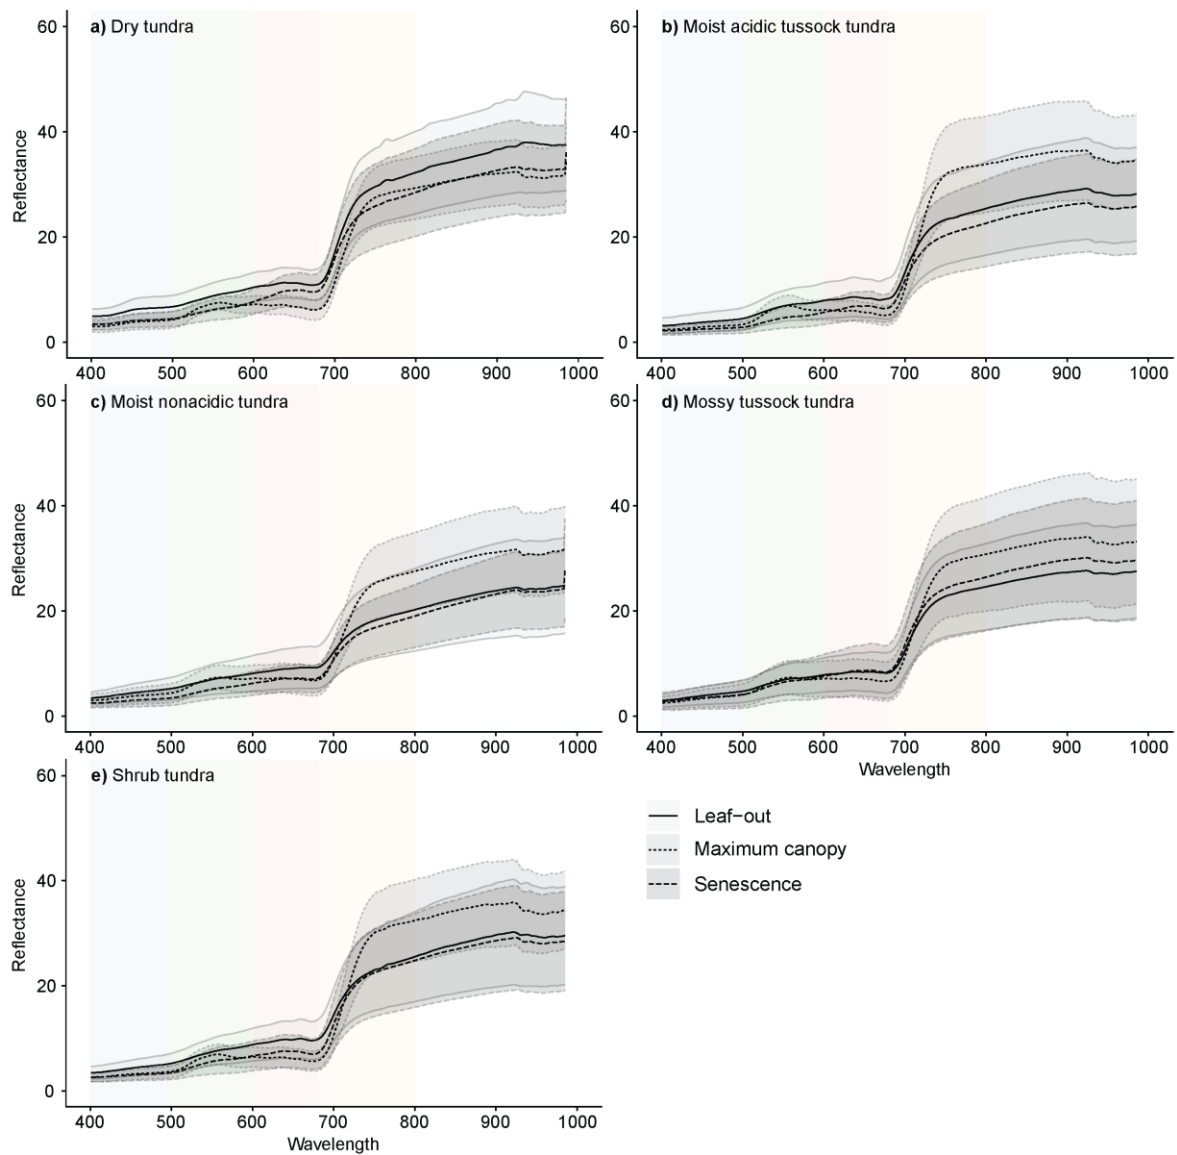 a) Dry tundra
b) Moist acidic tussock tundra
60
40
20
0
Reflectance
400 500 600 700 800 900 1000
60
40
20
0
400 500 600 700 800 900 1000
c) Moist nonacidic tundra
d) Mossy tussock tundra
60
40
20
0
Reflectance
400 500 600 700 800 900 1000
60
40
20
0
400 500 600 700 800 900 1000
Wavelength
e) Shrub tundra
60
40
20
0
Reflectance
400 500 600 700 800 900 1000
Wavelength
Leaf−out
Maximum canopy
Senescence